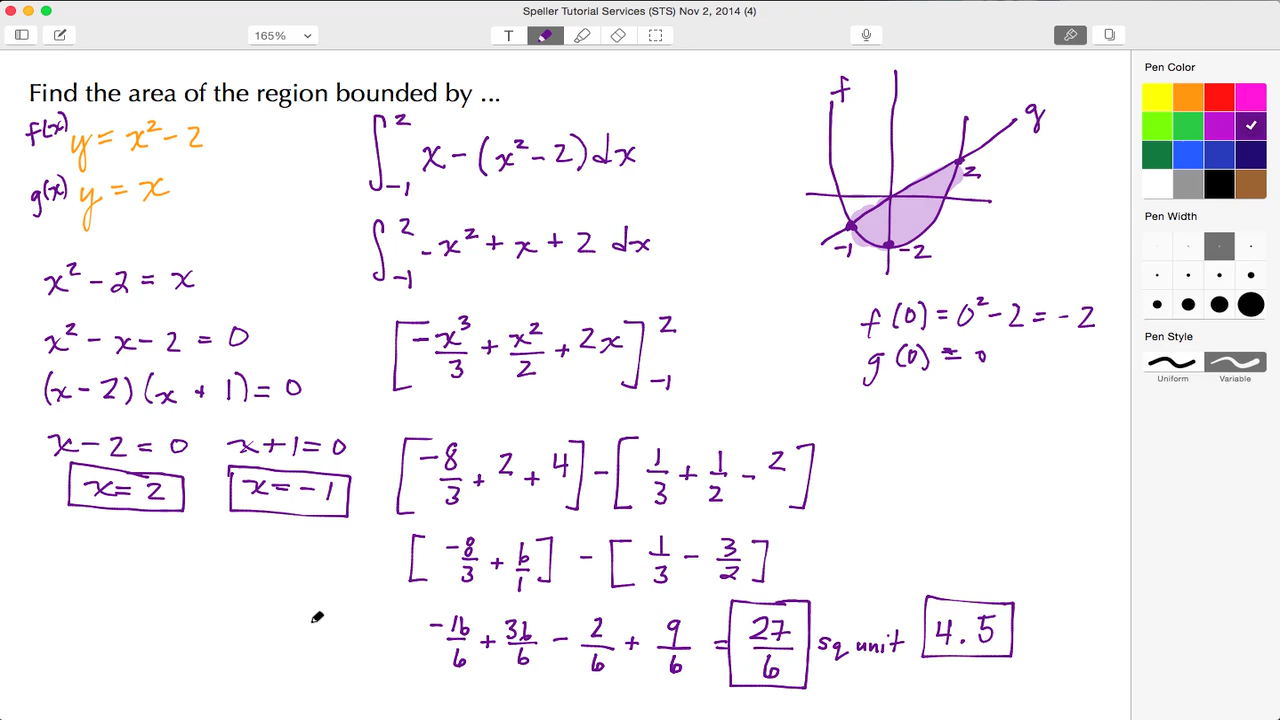 Speller Tutorial Services (STS) Nov 2, 2014 (4)
165%
T
Find the area of the region bounded by ...
f(x) y = x² - 2
g(x) y = x
x² - 2 = x
x² - x - 2 = 0
(x - 2)(x + 1) = 0
x - 2 = 0 x + 1 = 0
x = 2 x = -1
∫₋₁² x - (x² - 2) dx
∫₋₁² -x² + x + 2 dx
[-x³/3 + x²/2 + 2x]₋₁²
[-8/3 + 2 + 4] - [1/3 + 1/2 - 2]
[-8/3 + 6/1] - [1/3 - 3/2]
-16/6 + 36/6 - 2/6 + 9/6 = 27/6 sq unit 4.5
f
g
2
-1
-2
f(0) = 0² - 2 = -2
g(0) = 0
Pen Color
Pen Width
Pen Style
Uniform Variable